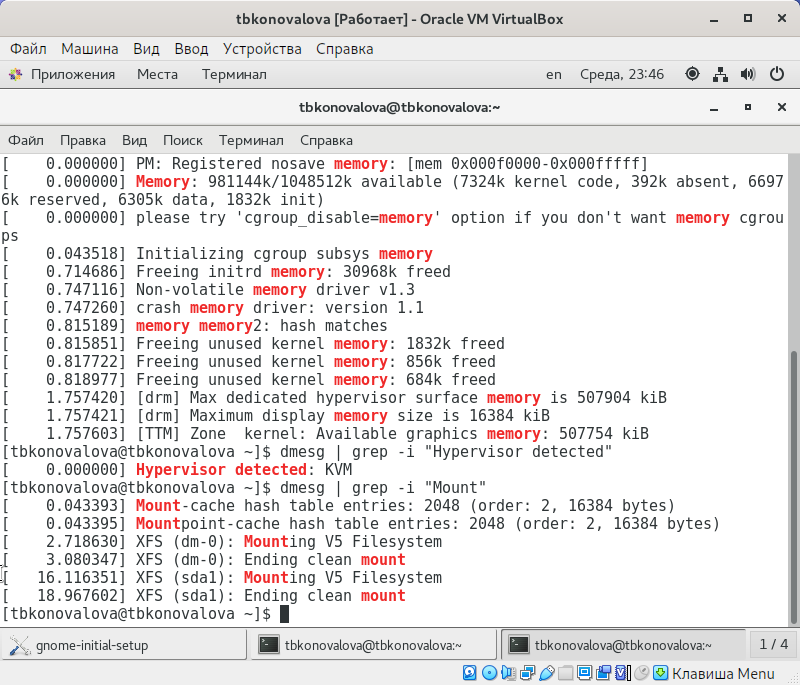 tbkonovalova [Работает] - Oracle VM VirtualBox
Файл Машина Вид Ввод Устройства Справка
Приложения Места Терминал en Среда, 23:46
tbkonovalova@tbkonovalova:~
Файл Правка Вид Поиск Терминал Справка
[    0.000000] PM: Registered nosave memory: [mem 0x000f0000-0x000fffff]
[    0.000000] Memory: 981144k/1048512k available (7324k kernel code, 392k absent, 6697
6k reserved, 6305k data, 1832k init)
[    0.000000] please try 'cgroup_disable=memory' option if you don't want memory cgrou
ps
[    0.043518] Initializing cgroup subsys memory
[    0.714686] Freeing initrd memory: 30968k freed
[    0.747116] Non-volatile memory driver v1.3
[    0.747260] crash memory driver: version 1.1
[    0.815189] memory memory2: hash matches
[    0.815851] Freeing unused kernel memory: 1832k freed
[    0.817722] Freeing unused kernel memory: 856k freed
[    0.818977] Freeing unused kernel memory: 684k freed
[    1.757420] [drm] Max dedicated hypervisor surface memory is 507904 kiB
[    1.757421] [drm] Maximum display memory size is 16384 kiB
[    1.757603] [TTM] Zone  kernel: Available graphics memory: 507754 kiB
[tbkonovalova@tbkonovalova ~]$ dmesg | grep -i "Hypervisor detected"
[    0.000000] Hypervisor detected: KVM
[tbkonovalova@tbkonovalova ~]$ dmesg | grep -i "Mount"
[    0.043393] Mount-cache hash table entries: 2048 (order: 2, 16384 bytes)
[    0.043395] Mountpoint-cache hash table entries: 2048 (order: 2, 16384 bytes)
[    2.718630] XFS (dm-0): Mounting V5 Filesystem
[    3.080347] XFS (dm-0): Ending clean mount
[   16.116351] XFS (sda1): Mounting V5 Filesystem
[   18.967602] XFS (sda1): Ending clean mount
[tbkonovalova@tbkonovalova ~]$
gnome-initial-setup tbkonovalova@tbkonovalova:~ tbkonovalova@tbkonovalova:~ 1 / 4
Клавиша Menu